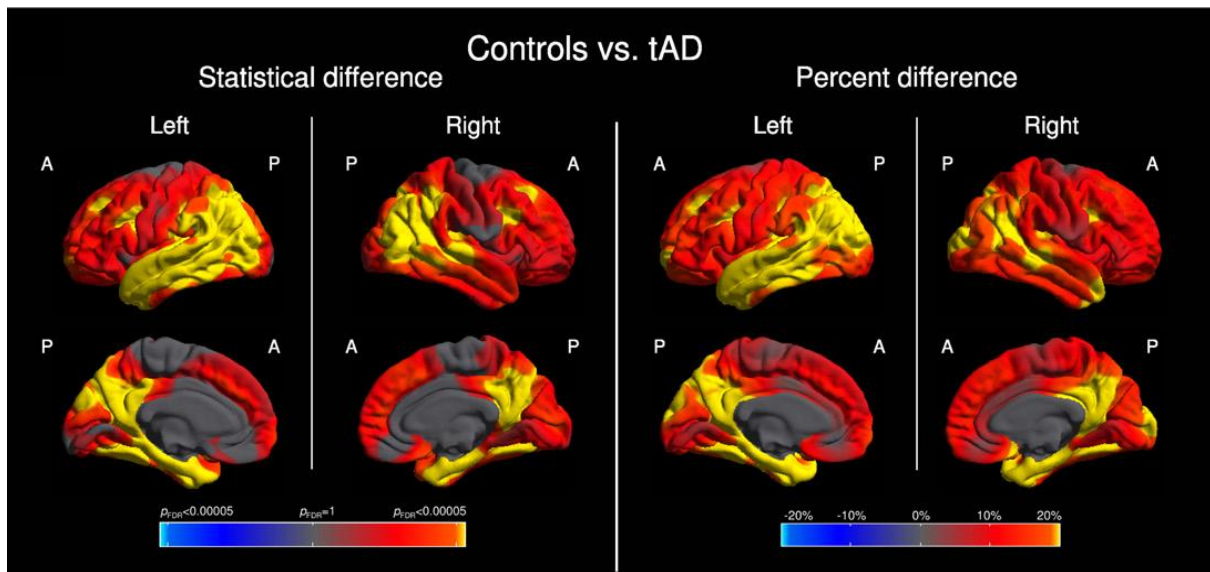 Controls vs. tAD
Statistical difference Percent difference
Left Right Left Right
A P P A A P P A
P A A P P A A P
pFDR<0.00005 pFDR=1 pFDR<0.00005 -20% -10% 0% 10% 20%